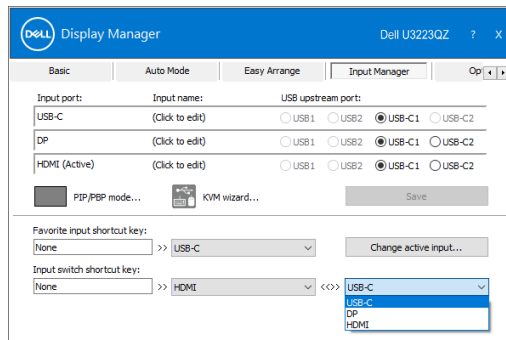 DELL Display Manager Dell U3223QZ ? X
Basic Auto Mode Easy Arrange Input Manager Op
Input port: Input name: USB upstream port:
USB-C (Click to edit) USB1 USB2 USB-C1 USB-C2
DP (Click to edit) USB1 USB2 USB-C1 USB-C2
HDMI (Active) (Click to edit) USB1 USB2 USB-C1 USB-C2
PIP/PBP mode... KVM wizard... Save
Favorite input shortcut key:
None >> USB-C Change active input...
Input switch shortcut key:
None >> HDMI <<>> USB-C
USB-C
DP
HDMI